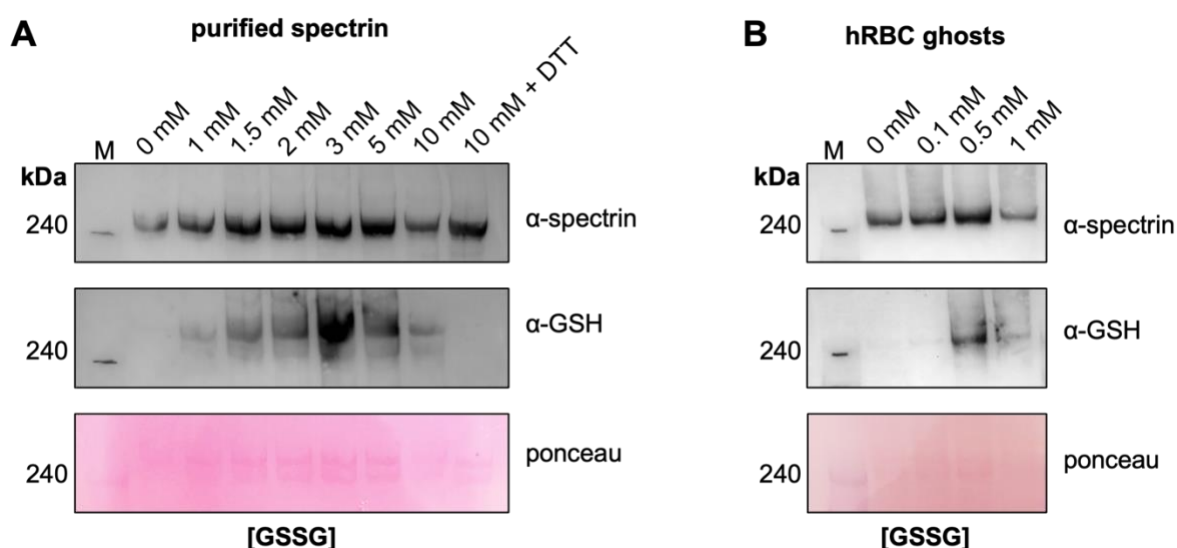 A
purified spectrin
M 0 mM 1 mM 1.5 mM 2 mM 3 mM 5 mM 10 mM 10 mM + DTT
kDa
240
α-spectrin
240
α-GSH
240
ponceau
[GSSG]
B
hRBC ghosts
M 0 mM 0.1 mM 0.5 mM 1 mM
kDa
240
α-spectrin
240
α-GSH
240
ponceau
[GSSG]